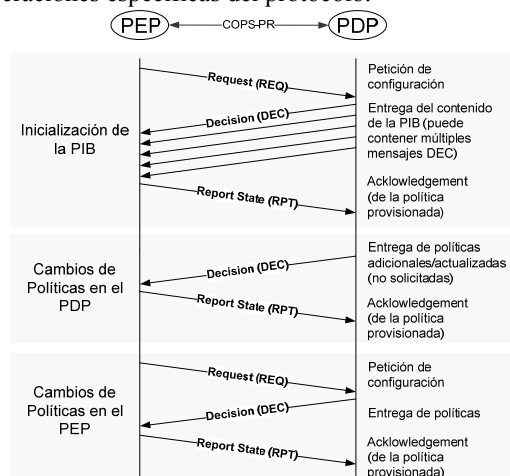 específicas del protocolo.
PEP
COPS-PR
PDP
Inicialización de
la PIB
Request (REQ)
Decision (DEC)
Report State (RPT)
Petición de
configuración
Entrega del contenido
de la PIB (puede
contener múltiples
mensajes DEC)
Acknowledgement
(de la política
provisionada)
Cambios de
Políticas en el
PDP
Decision (DEC)
Report State (RPT)
Entrega de políticas
adicionales/actualizadas
(no solicitadas)
Acknowledgement
(de la política
provisionada)
Cambios de
Políticas en el
PEP
Request (REQ)
Decision (DEC)
Report State (RPT)
Petición de
configuración
Entrega de políticas
Acknowledgement
(de la política
provisionada)